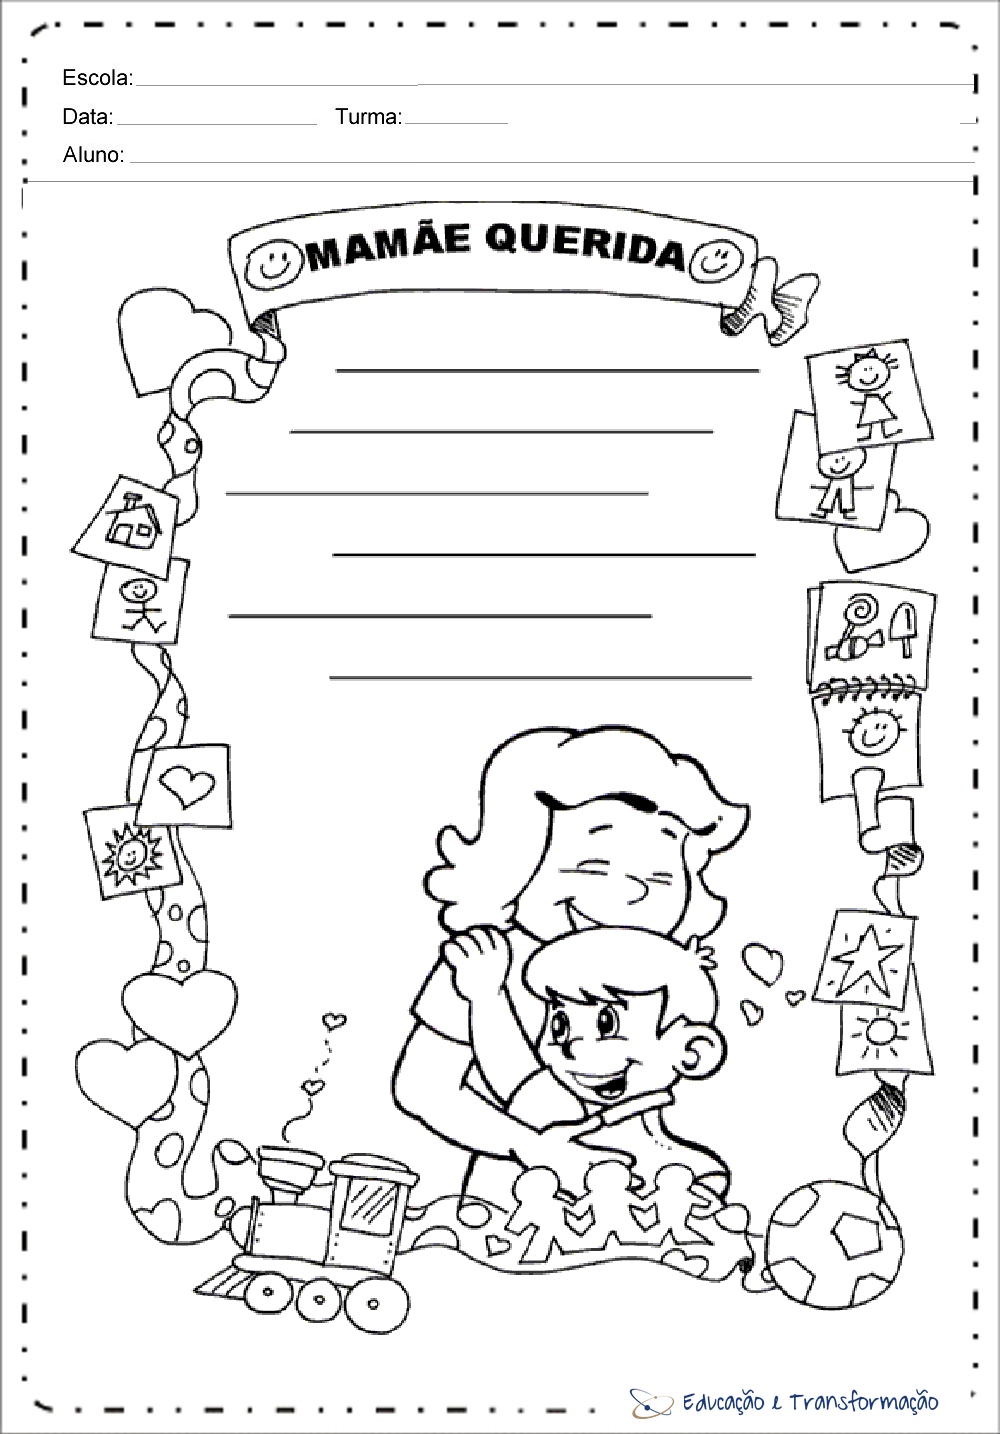 Escola:
Data: Turma:
Aluno:
MAMÃE QUERIDA
Educação e Transformação